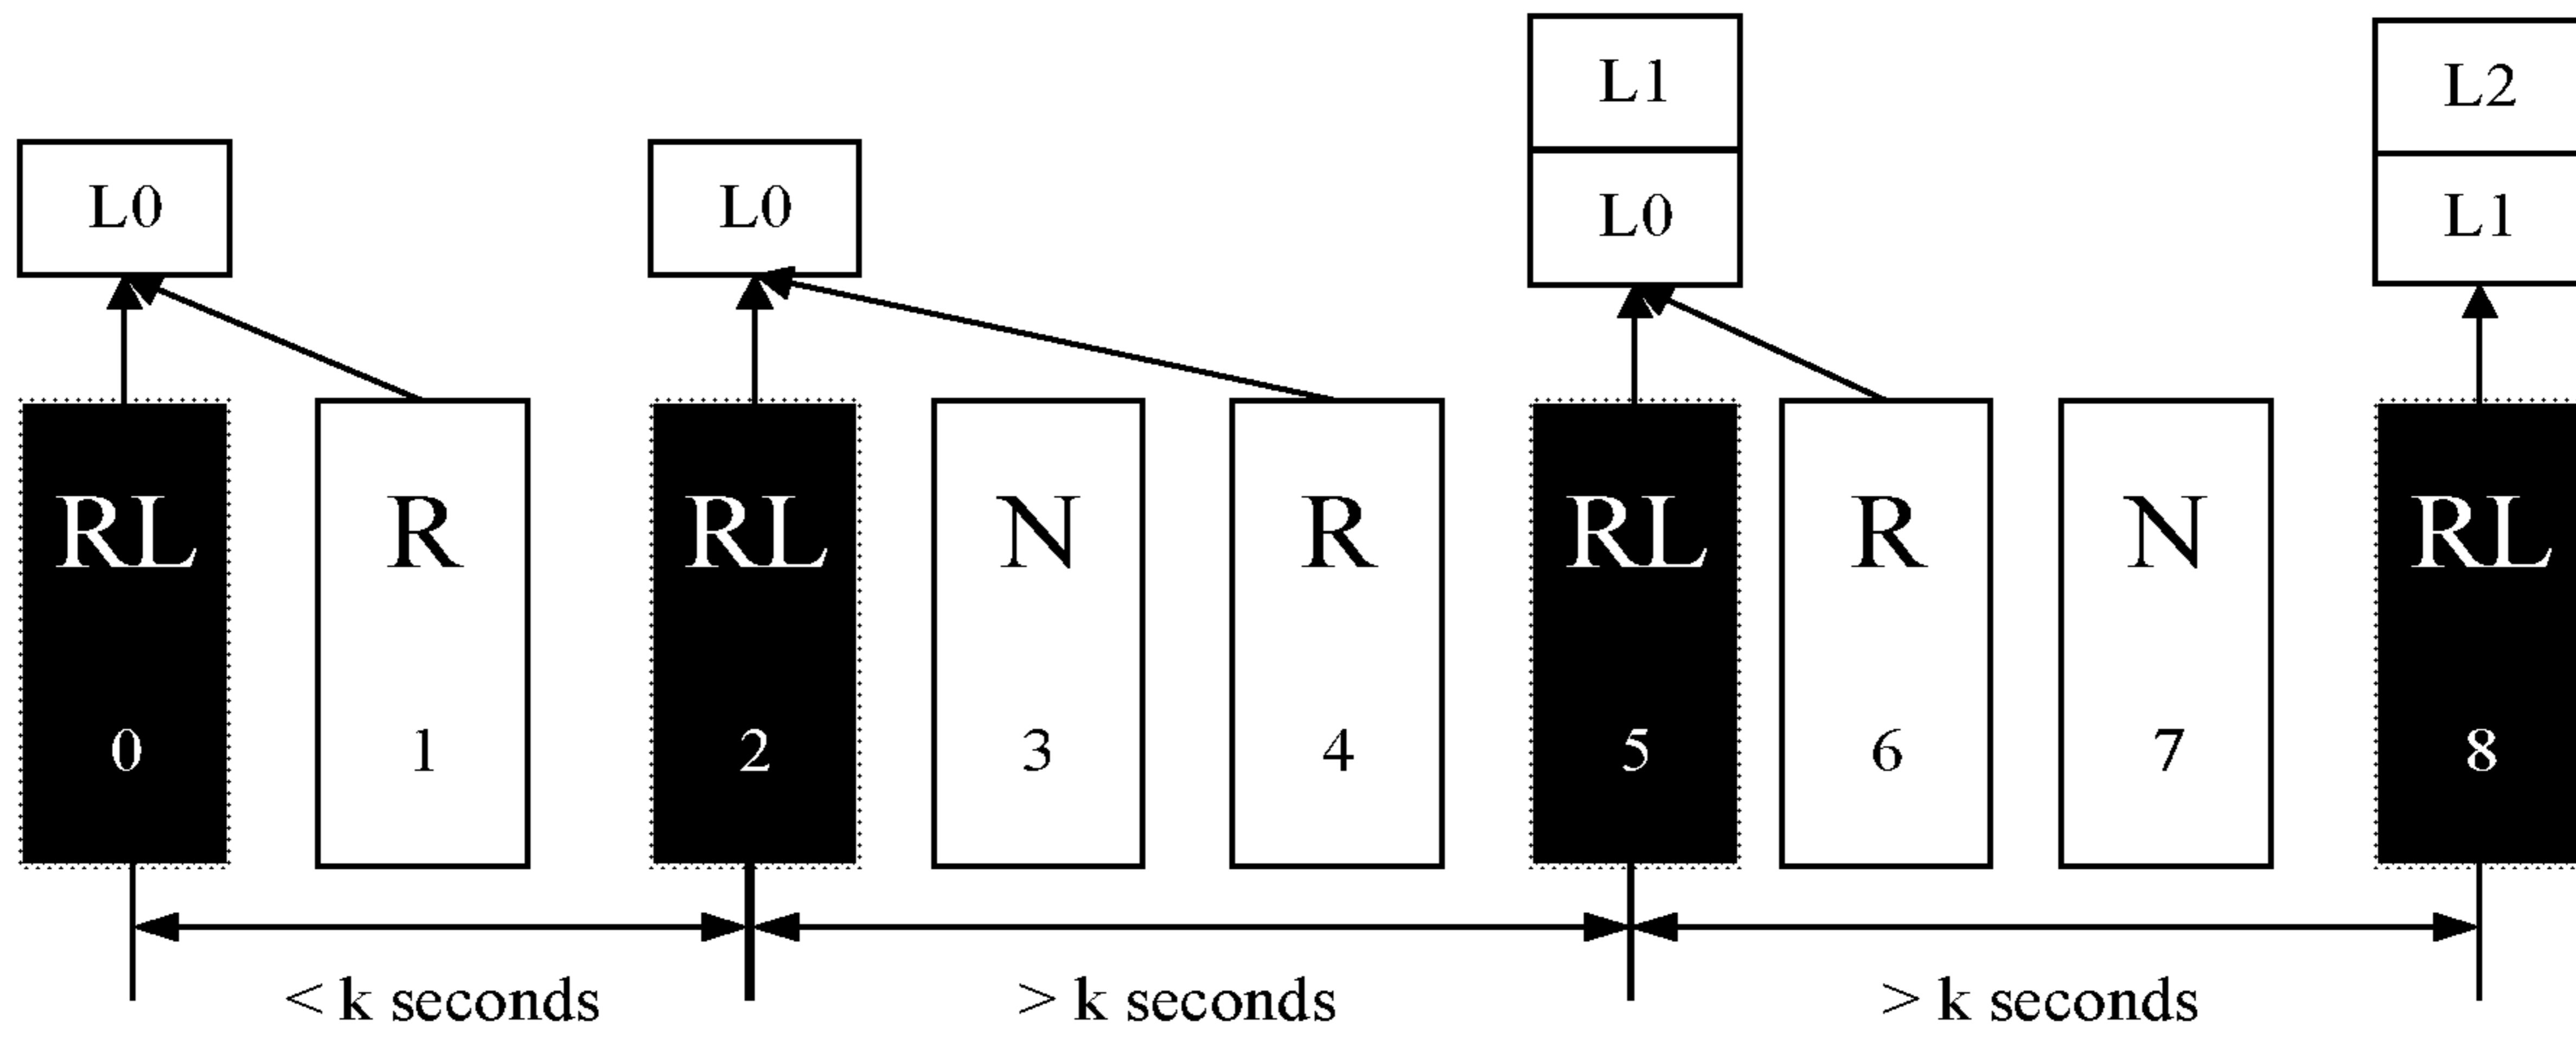 L1 L2
L0 L0 L0 L1
RL R RL N R RL R N RL
0 1 2 3 4 5 6 7 8
< k seconds > k seconds > k seconds